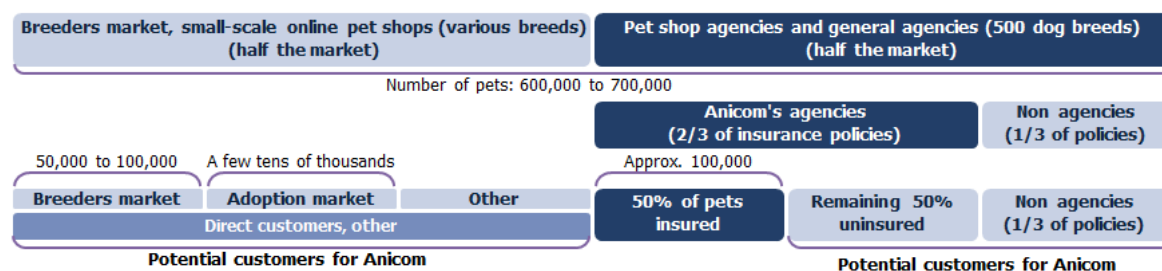 Breeders market, small-scale online pet shops (various breeds)
(half the market)
Pet shop agencies and general agencies (500 dog breeds)
(half the market)
Number of pets: 600,000 to 700,000
Anicom's agencies
(2/3 of insurance policies)
Non agencies
(1/3 of policies)
50,000 to 100,000
A few tens of thousands
Approx. 100,000
Breeders market
Adoption market
Other
50% of pets
insured
Remaining 50%
uninsured
Non agencies
(1/3 of policies)
Direct customers, other
Potential customers for Anicom
Potential customers for Anicom